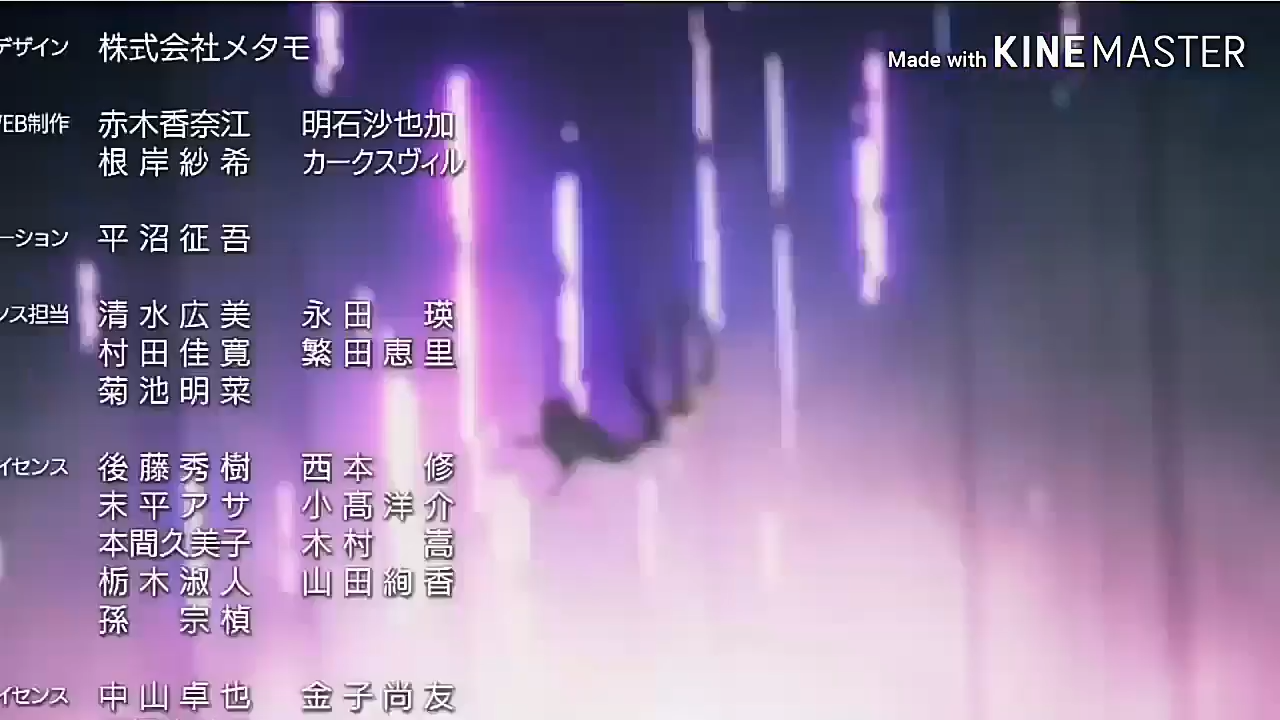 デザイン 株式会社メタモ
Made with KINEMASTER
WEB制作 赤木香奈江 明石沙也加
根岸紗希 カークスヴィル
ーション 平沼征吾
ンス担当 清水広美 永田 瑛
村田佳寛 繁田恵里
菊池明菜
イセンス 後藤秀樹 西本 修
末平アサ 小髙洋介
本間久美子 木村 嵩
栃木淑人 山田絢香
孫 宗楨
イセンス 中山卓也 金子尚友